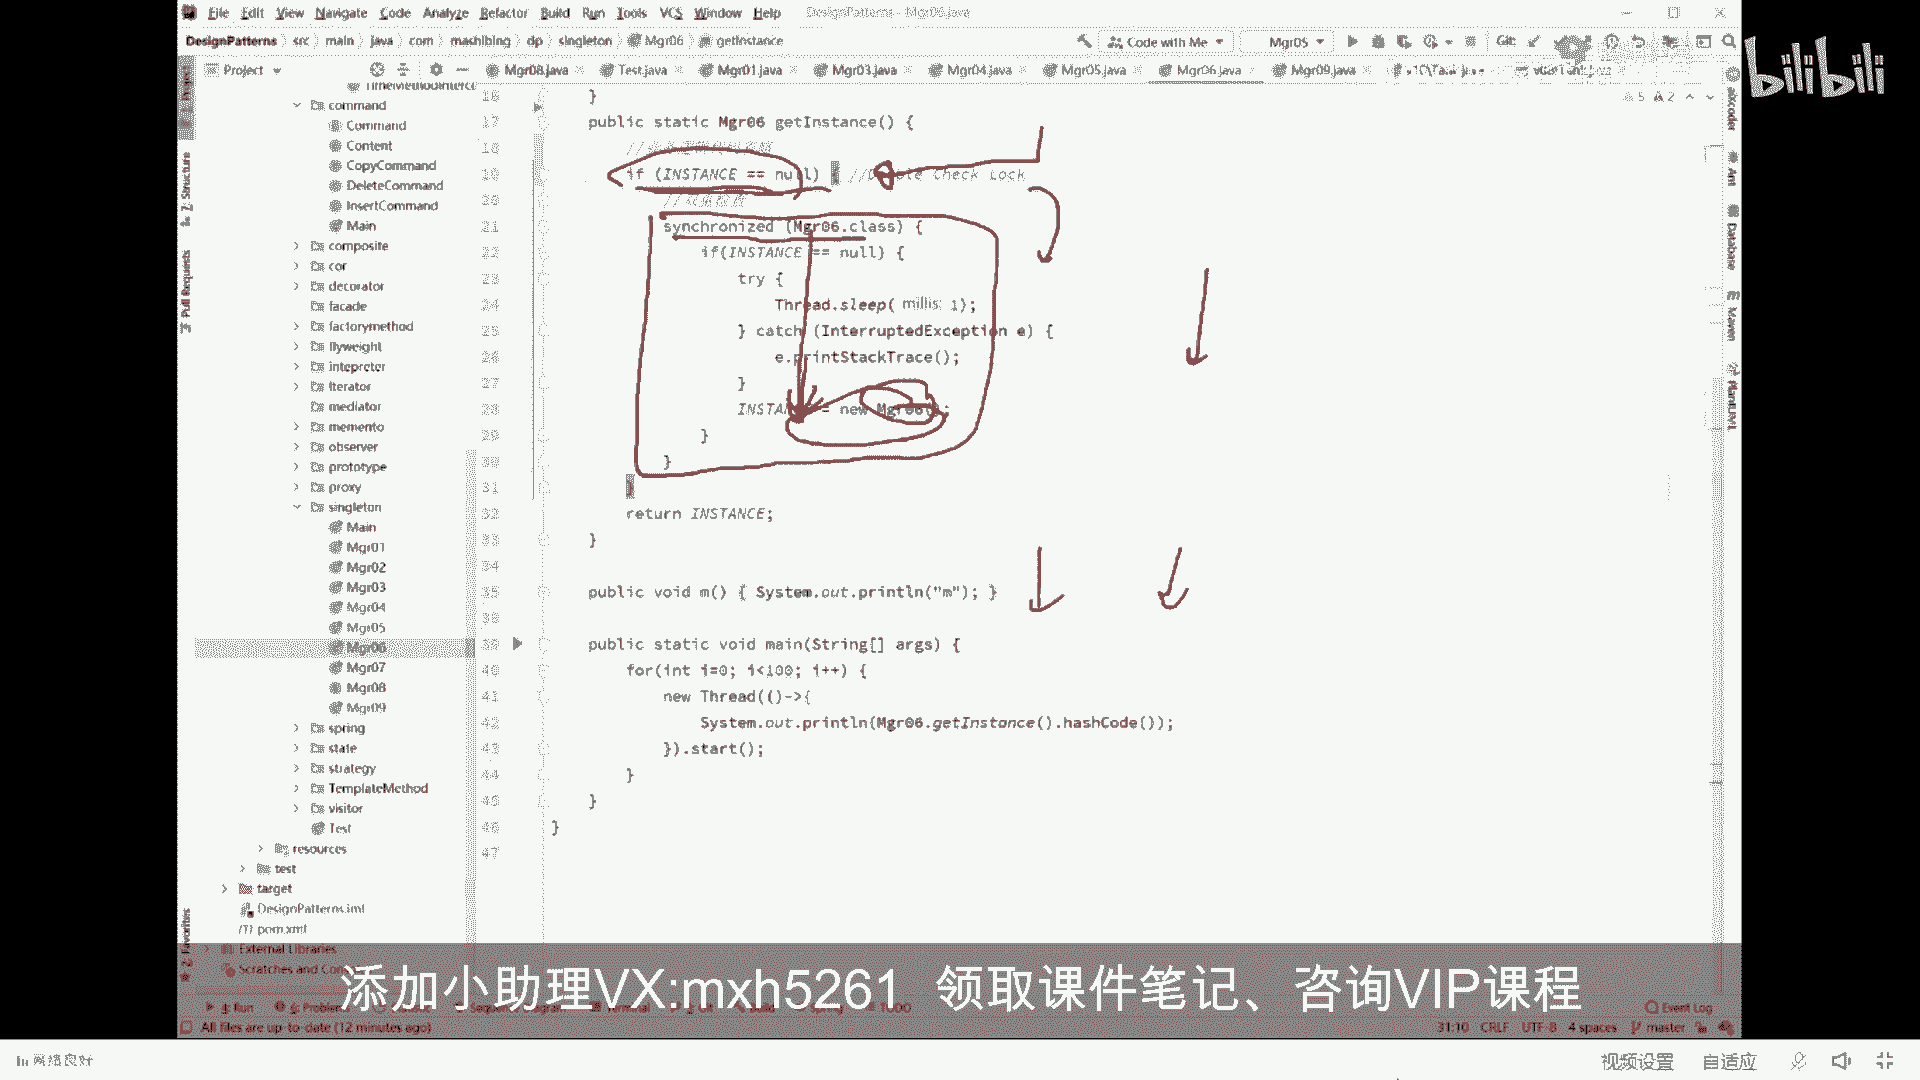 File Edit View Navigate Code Analyze Refactor Build Run Tools VCS Window Help DesignPatterns - Mgr06.java
bilibili
DesignPatterns src main java com mashibing dp singleton Mgr06 getInstance
Code with Me Mgr05 Git:
Project Mgr08.java Test.java Mgr01.java Mgr03.java Mgr04.java Mgr05.java Mgr06.java Mgr09.java
command
Command
Content
CopyCommand
DeleteCommand
InsertCommand
Main
composite
cor
decorator
facade
factorymethod
flyweight
intepreter
iterator
mediator
memento
observer
prototype
proxy
singleton
Main
Mgr01
Mgr02
Mgr03
Mgr04
Mgr05
Mgr06
Mgr07
Mgr08
Mgr09
spring
state
strategy
TemplateMethod
visitor
Test
resources
test
target
DesignPatterns.iml
pom.xml
External Libraries
Scratches and
16 }
17 public static Mgr06 getInstance() {
18
19 if (INSTANCE == null) { // Check Lock
20
21 synchronized (Mgr06.class) {
22 if(INSTANCE == null) {
23 try {
24 Thread.sleep( millis: 1);
25 } catch (InterruptedException e) {
26 e.printStackTrace();
27 }
28 INSTANCE = new Mgr06();
29 }
30 }
31 }
32 return INSTANCE;
33 }
34
35 public void m() { System.out.println("m"); }
38
39 public static void main(String[] args) {
40 for(int i=0; i<100; i++) {
41 new Thread(()->{
42 System.out.println(Mgr06.getInstance().hashCode());
43 }).start();
44 }
45 }
46 }
47
5 2
Project
Structure
Pull Requests
Favorites
aixcoder
Ant
Database
Maven
PlantUML
添加小助理VX:mxh5261 领取课件笔记、咨询VIP课程
Run Terminal Build Spring TODO Event Log
All files are up-to-date (12 minutes ago) 31:10 CRLF UTF-8 4 spaces master
网络良好 视频设置 自适应